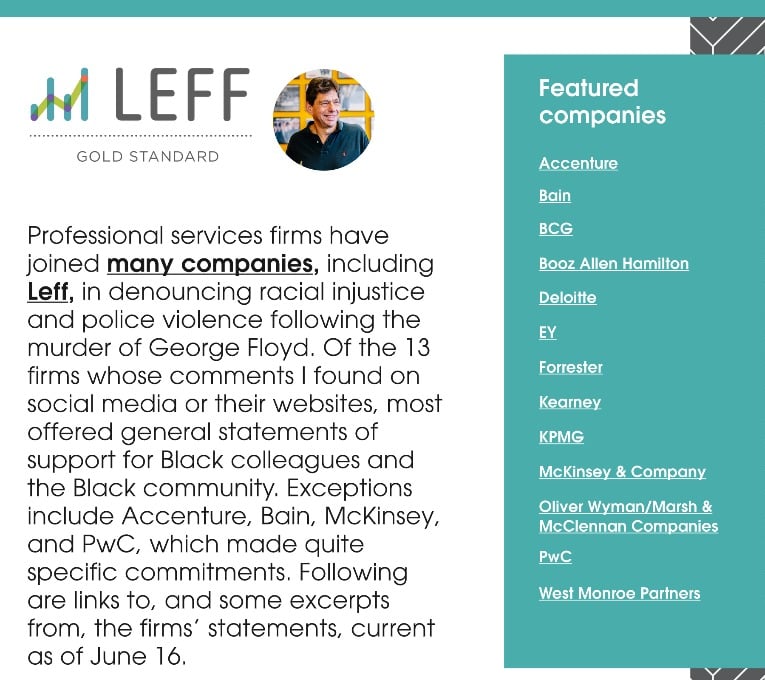 LEFF
GOLD STANDARD
Professional services firms have
joined many companies, including
Leff, in denouncing racial injustice
and police violence following the
murder of George Floyd. Of the 13
firms whose comments I found on
social media or their websites, most
offered general statements of
support for Black colleagues and
the Black community. Exceptions
include Accenture, Bain, McKinsey,
and PwC, which made quite
specific commitments. Following
are links to, and some excerpts
from, the firms’ statements, current
as of June 16.
Featured
companies
Accenture
Bain
BCG
Booz Allen Hamilton
Deloitte
EY
Forrester
Kearney
KPMG
McKinsey & Company
Oliver Wyman/Marsh &
McClennan Companies
PwC
West Monroe Partners